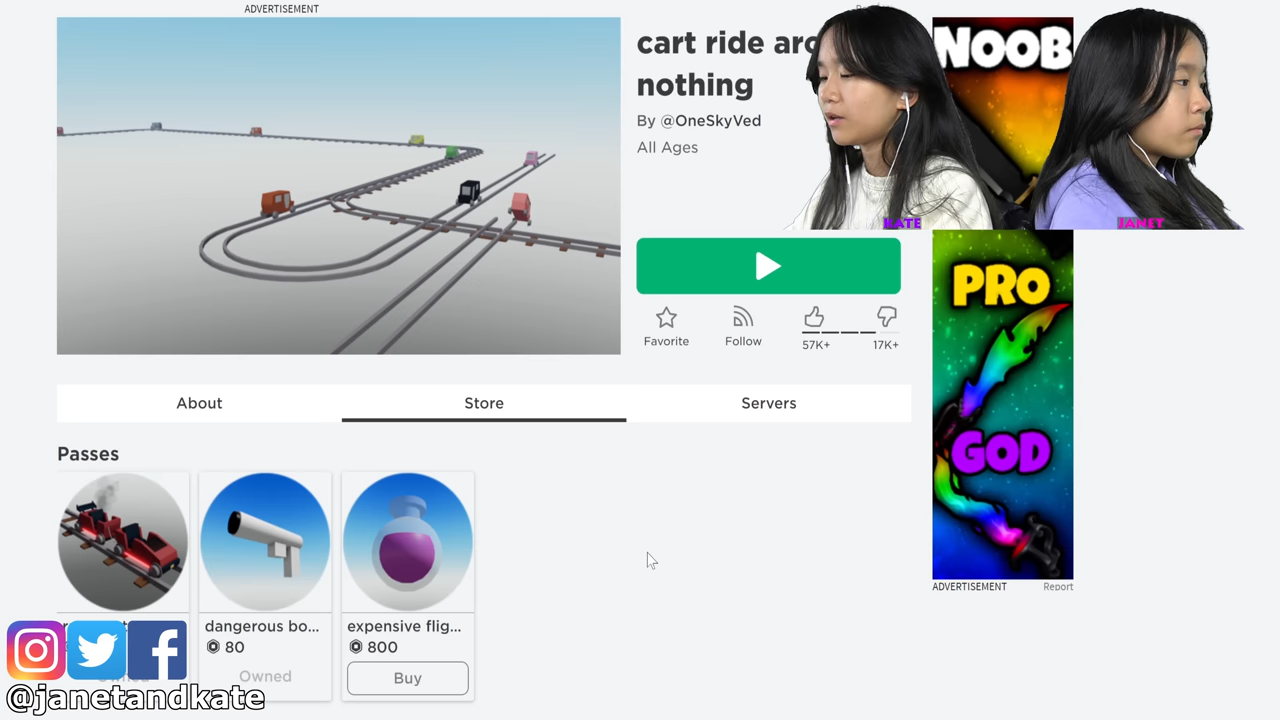 ADVERTISEMENT
cart ride
nothing
By @OneSkyVed
All Ages
NOOB
KATE
JANET
PRO
GOD
Favorite
Follow
57K+
17K+
About
Store
Servers
Passes
dangerous bo...
80
Owned
expensive flig...
800
Buy
ADVERTISEMENT
Report
@janetandkate